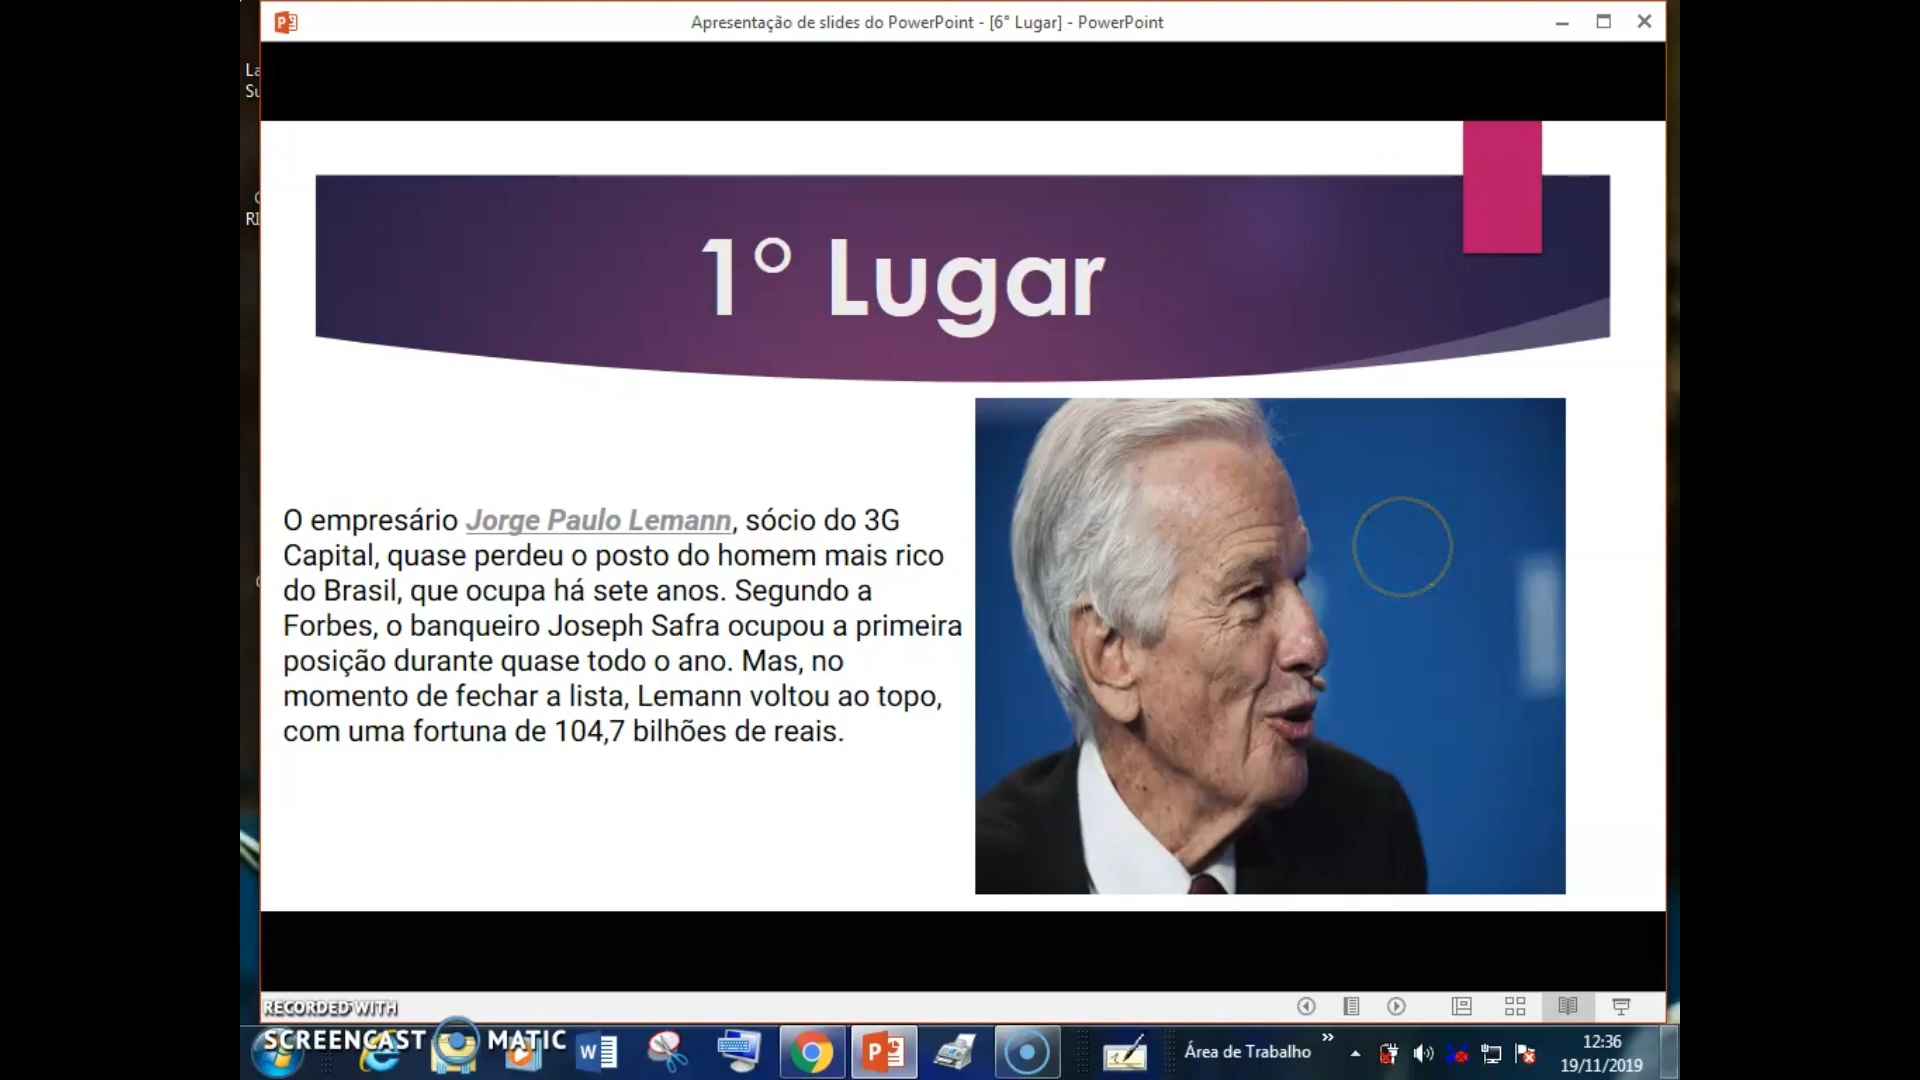 Apresentação de slides do PowerPoint - [6° Lugar] - PowerPoint
1° Lugar
O empresário Jorge Paulo Lemann, sócio do 3G
Capital, quase perdeu o posto do homem mais rico
do Brasil, que ocupa há sete anos. Segundo a
Forbes, o banqueiro Joseph Safra ocupou a primeira
posição durante quase todo o ano. Mas, no
momento de fechar a lista, Lemann voltou ao topo,
com uma fortuna de 104,7 bilhões de reais.
RECORDED WITH
SCREENCAST MATIC
Área de Trabalho
12:36
19/11/2019